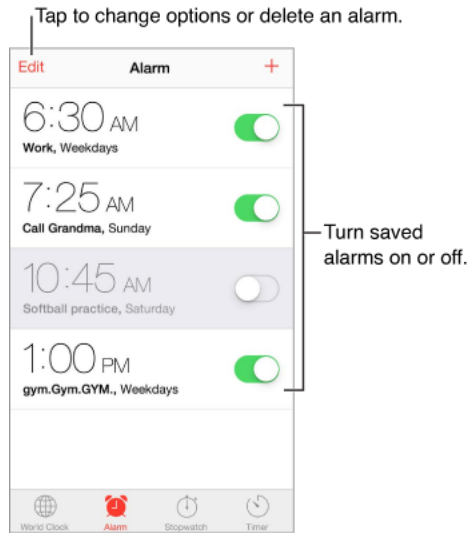 Tap to change options or delete an alarm.
Edit Alarm +
6:30 AM
Work, Weekdays
7:25 AM
Call Grandma, Sunday
Turn saved
alarms on or off.
10:45 AM
Softball practice, Saturday
1:00 PM
gym.Gym.GYM., Weekdays
World Clock Alarm Stopwatch Timer